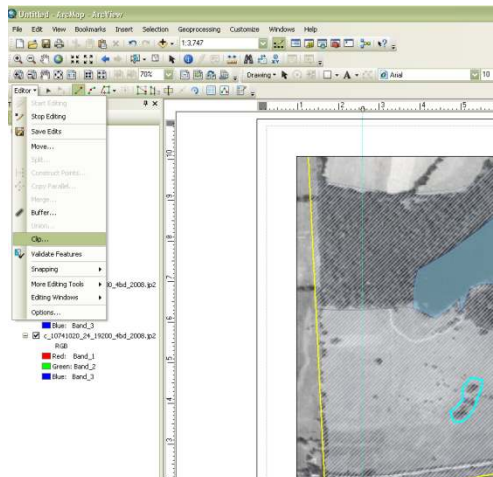 Untitled - ArcMap - ArcView
File Edit View Bookmarks Insert Selection Geoprocessing Customize Windows Help
1:3,747
70% Drawing A Arial 10
Editor
Start Editing
Stop Editing
Save Edits
Move...
Split...
Construct Points...
Copy Parallel...
Merge...
Buffer...
Union...
Clip...
Validate Features
Snapping
More Editing Tools
Editing Windows
Options...
00_4bd_2008.jp2
Blue: Band_3
c_10741020_24_19200_4bd_2008.jp2
RGB
Red: Band_1
Green: Band_2
Blue: Band_3